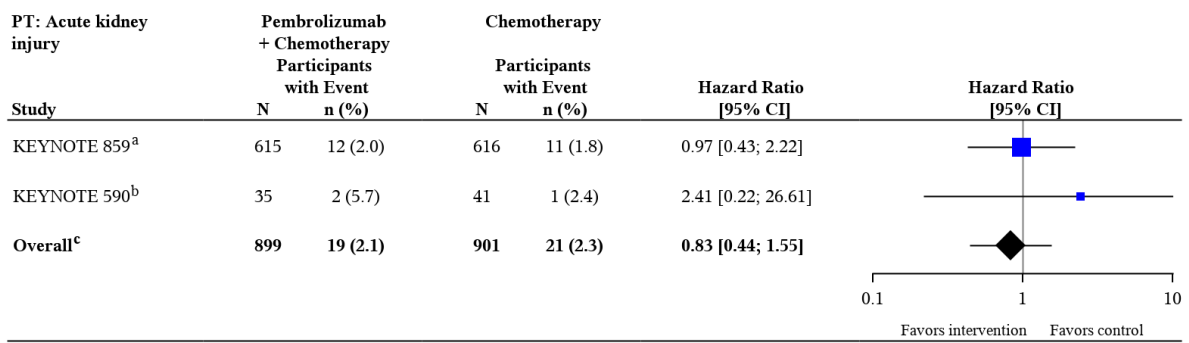 PT: Acute kidney Pembrolizumab Chemotherapy
injury + Chemotherapy
Participants Participants
with Event with Event Hazard Ratio Hazard Ratio
Study N n (%) N n (%) [95% CI] [95% CI]
KEYNOTE 859a 615 12 (2.0) 616 11 (1.8) 0.97 [0.43; 2.22]
KEYNOTE 590b 35 2 (5.7) 41 1 (2.4) 2.41 [0.22; 26.61]
Overallc 899 19 (2.1) 901 21 (2.3) 0.83 [0.44; 1.55]
0.1 1 10
Favors intervention Favors control